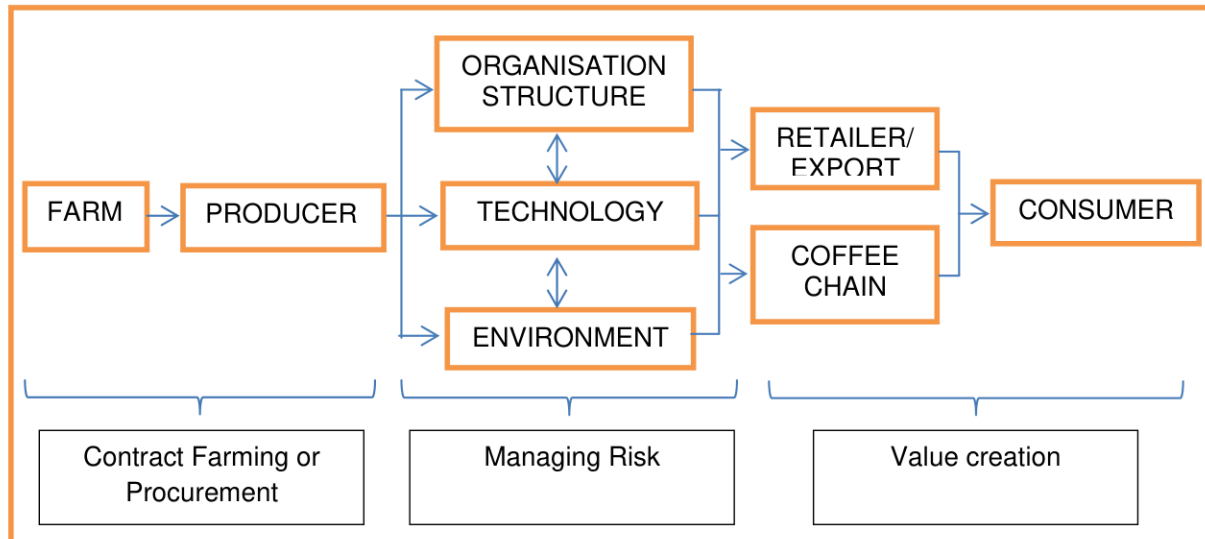 FARM
PRODUCER
ORGANISATION
STRUCTURE
TECHNOLOGY
ENVIRONMENT
RETAILER/
EXPORT
COFFEE
CHAIN
CONSUMER
Contract Farming or
Procurement
Managing Risk
Value creation